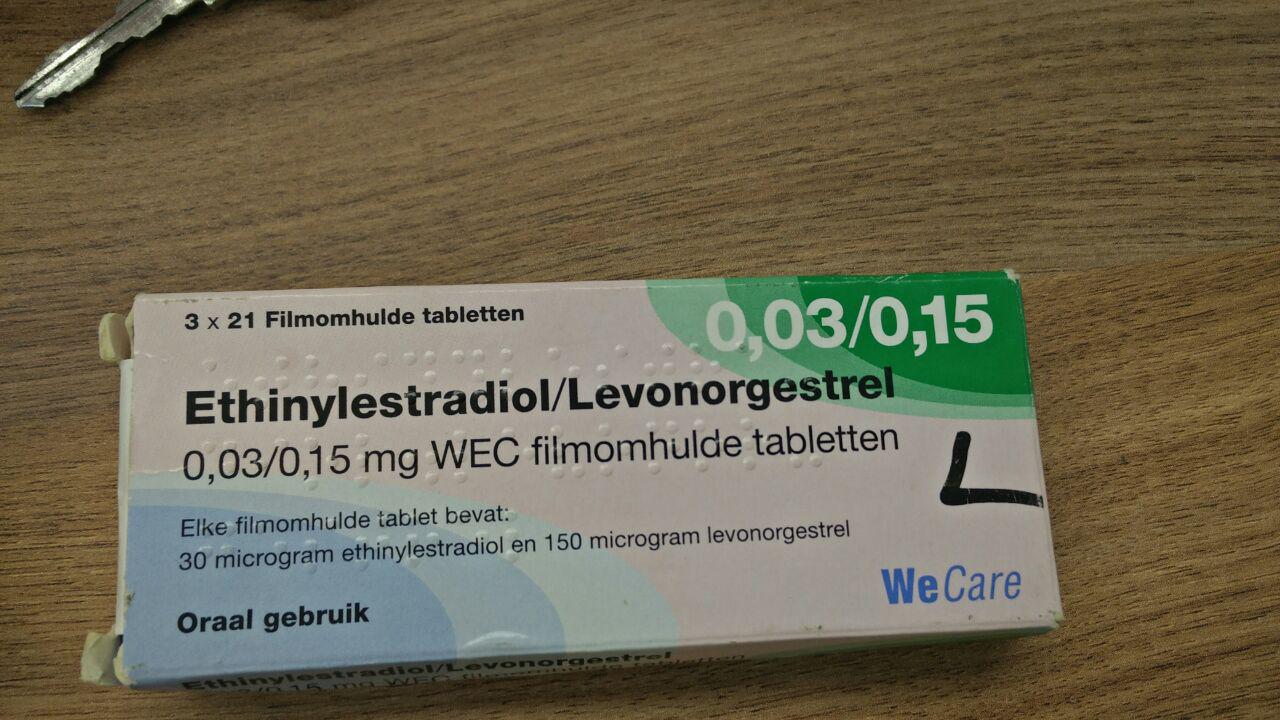 3 x 21 Filmomhulde tabletten
0,03/0,15
Ethinylestradiol/Levonorgestrel
0,03/0,15 mg WEC filmomhulde tabletten
L
Elke filmomhulde tablet bevat:
30 microgram ethinylestradiol en 150 microgram levonorgestrel
WeCare
Oraal gebruik
Ethinylestradiol/Levonorgestrel
0,03/0,15 mg WEC filmomhulde tabletten